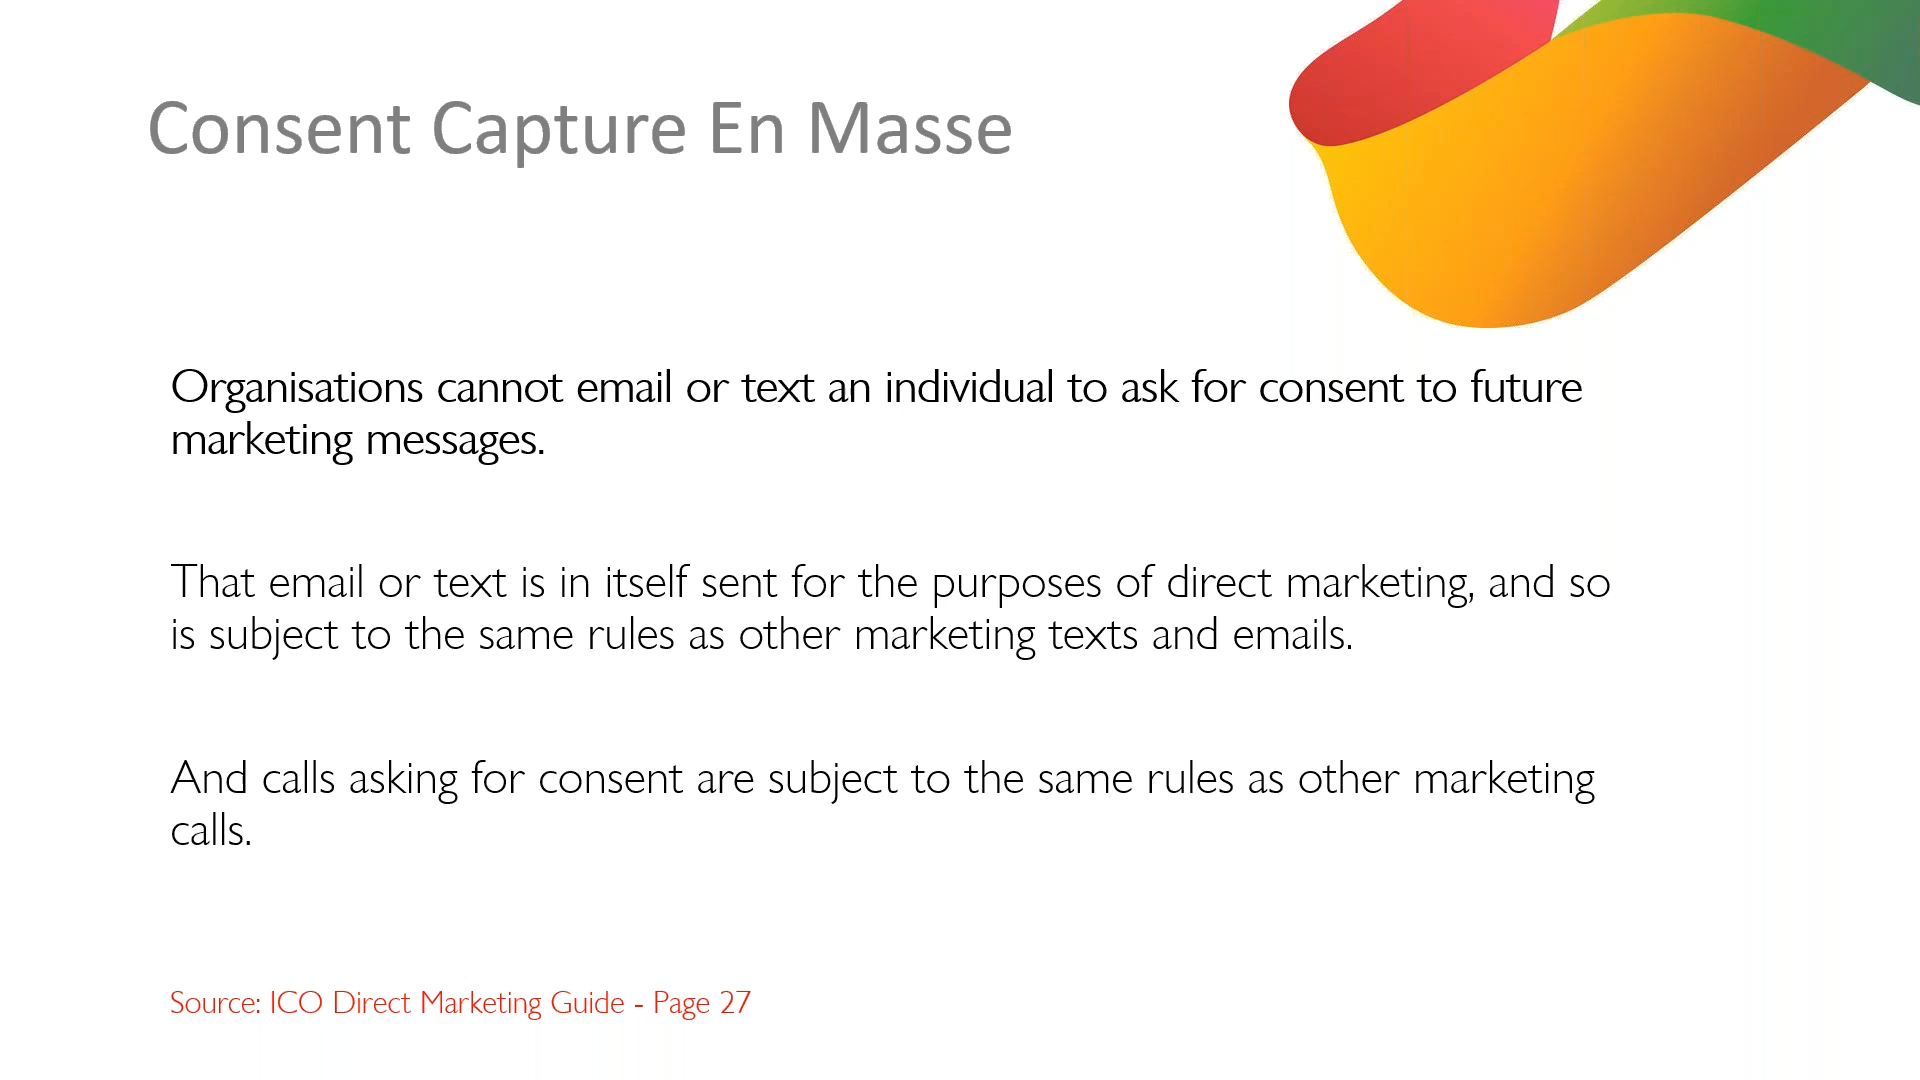 Consent Capture En Masse
Organisations cannot email or text an individual to ask for consent to future
marketing messages.
That email or text is in itself sent for the purposes of direct marketing, and so
is subject to the same rules as other marketing texts and emails.
And calls asking for consent are subject to the same rules as other marketing
calls.
Source: ICO Direct Marketing Guide - Page 27